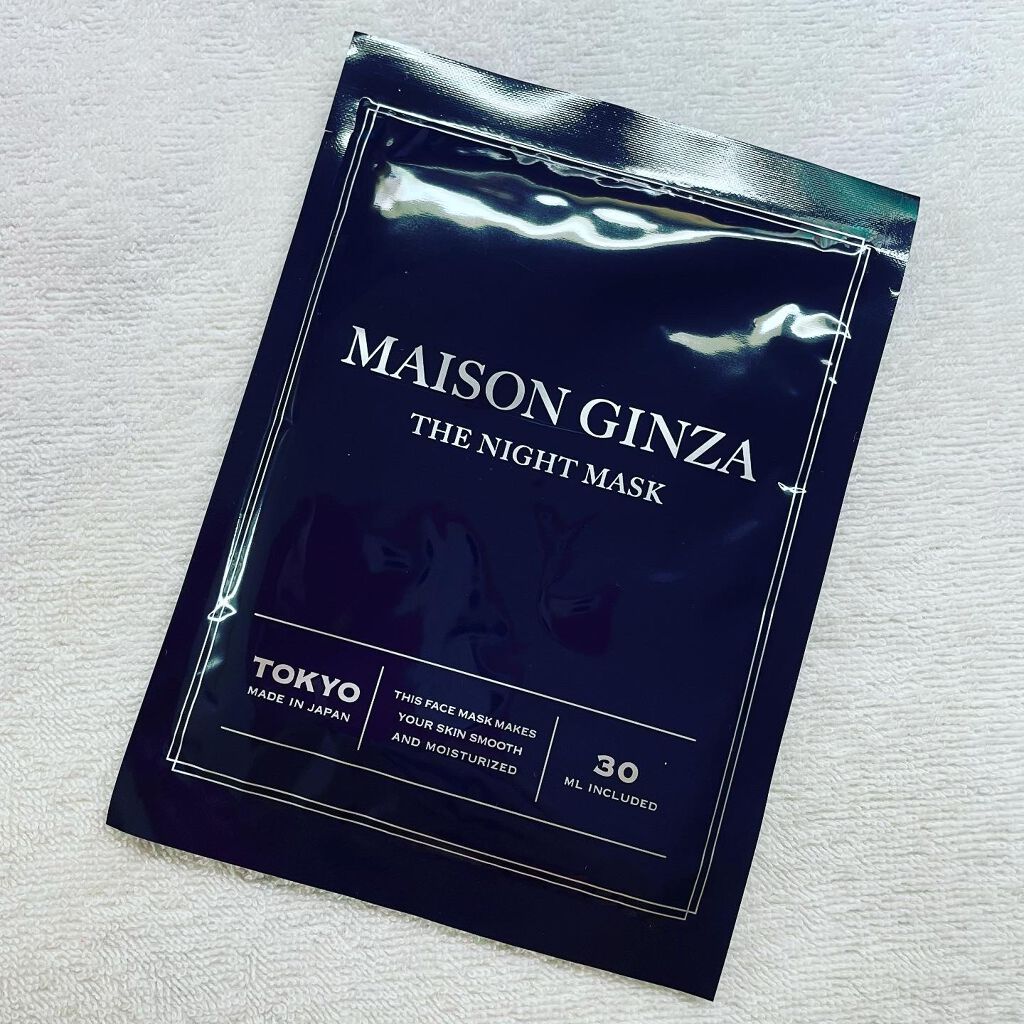 MAISON GINZA
THE NIGHT MASK
TOKYO
MADE IN JAPAN
THIS FACE MASK MAKES
YOUR SKIN SMOOTH
AND MOISTURIZED
30
ML INCLUDED